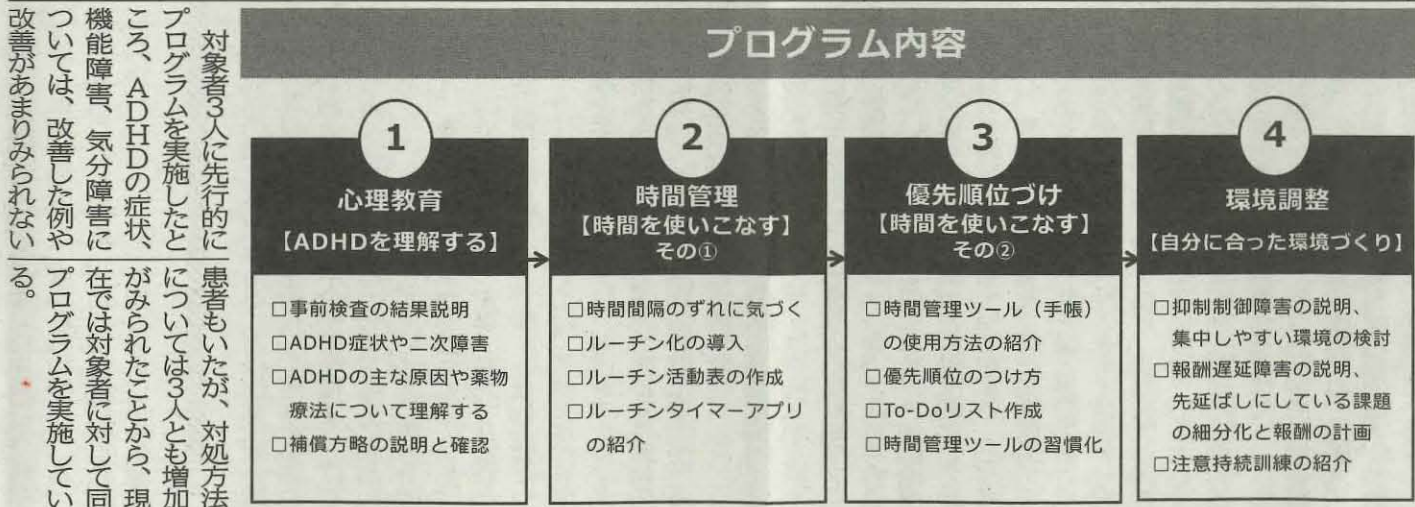 対象者3人に先行的に
プログラムを実施したと
ころ、ADHDの症状、
機能障害、気分障害に
ついては、改善した例や
改善があまりみられない
患者もいたが、対処方法
については3人とも増加
がみられたことから、現
在では対象者に対して同
プログラムを実施してい
る。
プログラム内容
1
心理教育
【ADHDを理解する】
□事前検査の結果説明
□ADHD症状や二次障害
□ADHDの主な原因や薬物
療法について理解する
□補償方略の説明と確認
2
時間管理
【時間を使いこなす】
その①
□時間間隔のずれに気づく
□ルーチン化の導入
□ルーチン活動表の作成
□ルーチンタイマーアプリ
の紹介
3
優先順位づけ
【時間を使いこなす】
その②
□時間管理ツール（手帳）
の使用方法の紹介
□優先順位のつけ方
□To-Doリスト作成
□時間管理ツールの習慣化
4
環境調整
【自分に合った環境づくり】
□抑制制御障害の説明、
集中しやすい環境の検討
□報酬遅延障害の説明、
先延ばしにしている課題
の細分化と報酬の計画
□注意持続訓練の紹介